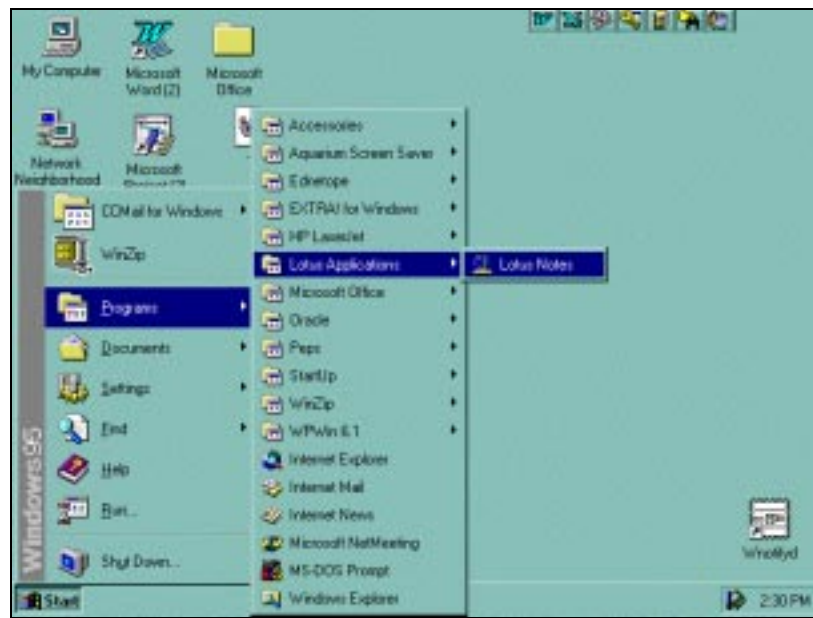 My Computer
Microsoft
Word (2)
Microsoft
Office
Network
Neighborhood
Microsoft
CCMail for Windows
WinZip
Programs
Documents
Settings
Find
Help
Run...
Shut Down...
Windows95
Start
Accessories
Aquarium Screen Saver
EXTRA! for Windows
HP LaserJet
Lotus Applications
Microsoft Office
Oracle
Peps
StartUp
WinZip
WPWin 6.1
Internet Explorer
Internet Mail
Internet News
Microsoft NetMeeting
MS-DOS Prompt
Windows Explorer
Lotus Notes
2:30 PM